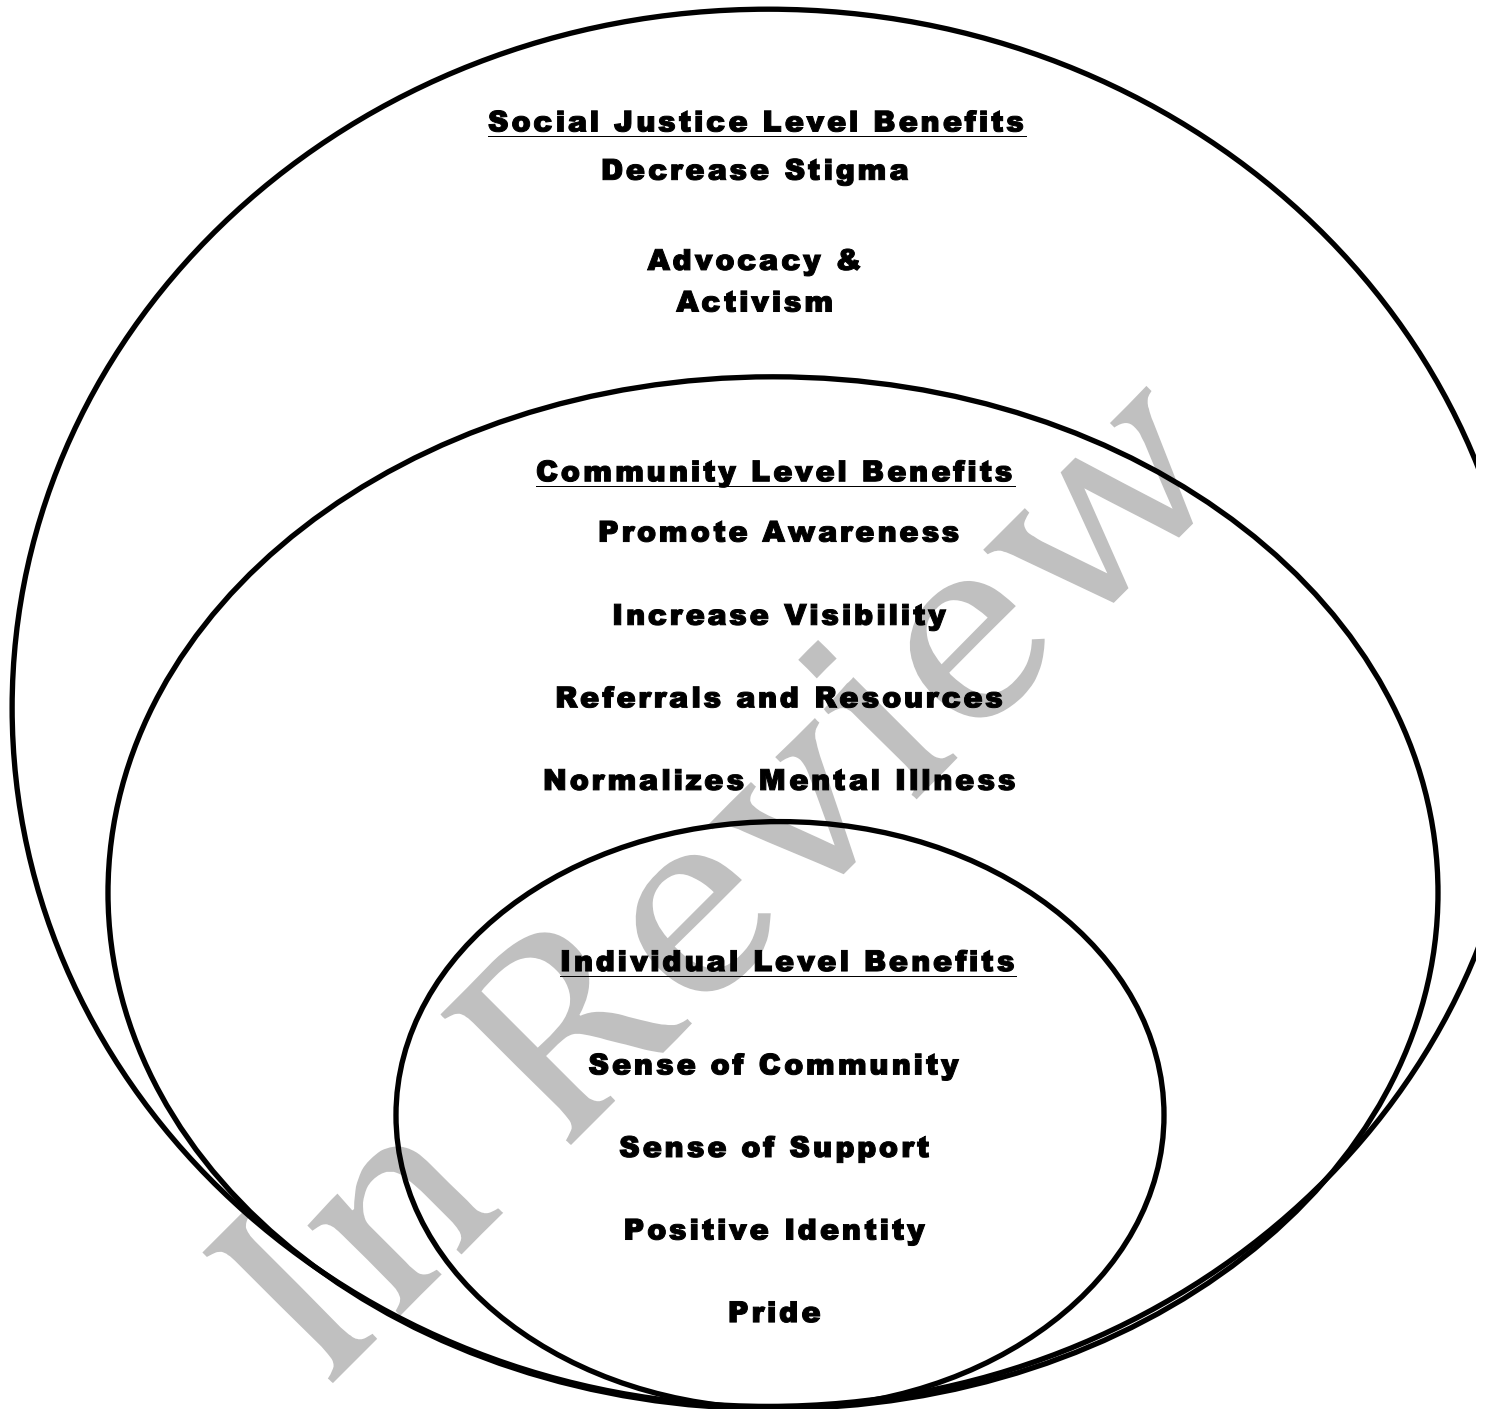 Social Justice Level Benefits
Decrease Stigma
Advocacy &
Activism
Community Level Benefits
Promote Awareness
Increase Visibility
Referrals and Resources
Normalizes Mental Illness
Individual Level Benefits
Sense of Community
Sense of Support
Positive Identity
Pride
In Review